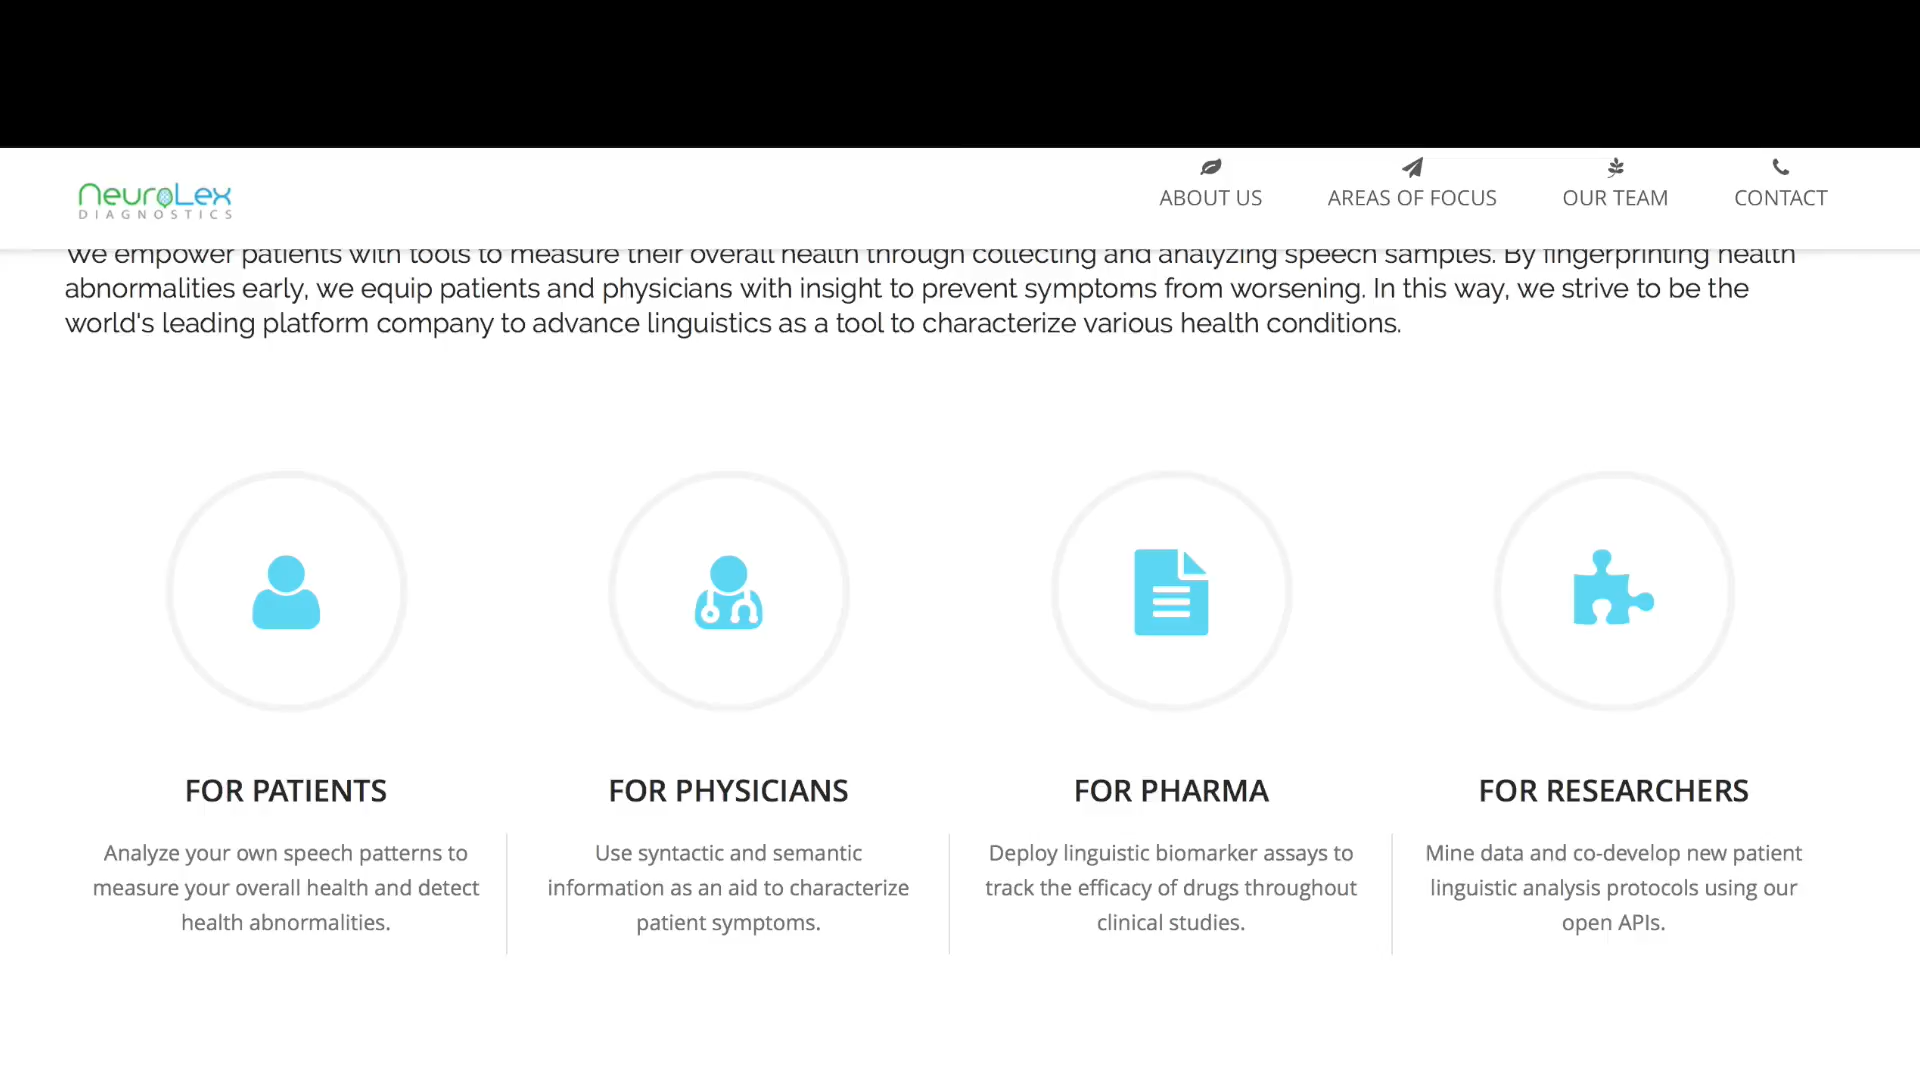 NeuroLex
DIAGNOSTICS
ABOUT US
AREAS OF FOCUS
OUR TEAM
CONTACT
We empower patients with tools to measure their overall health through collecting and analyzing speech samples. By fingerprinting health
abnormalities early, we equip patients and physicians with insight to prevent symptoms from worsening. In this way, we strive to be the
world's leading platform company to advance linguistics as a tool to characterize various health conditions.
FOR PATIENTS
Analyze your own speech patterns to
measure your overall health and detect
health abnormalities.
FOR PHYSICIANS
Use syntactic and semantic
information as an aid to characterize
patient symptoms.
FOR PHARMA
Deploy linguistic biomarker assays to
track the efficacy of drugs throughout
clinical studies.
FOR RESEARCHERS
Mine data and co-develop new patient
linguistic analysis protocols using our
open APIs.